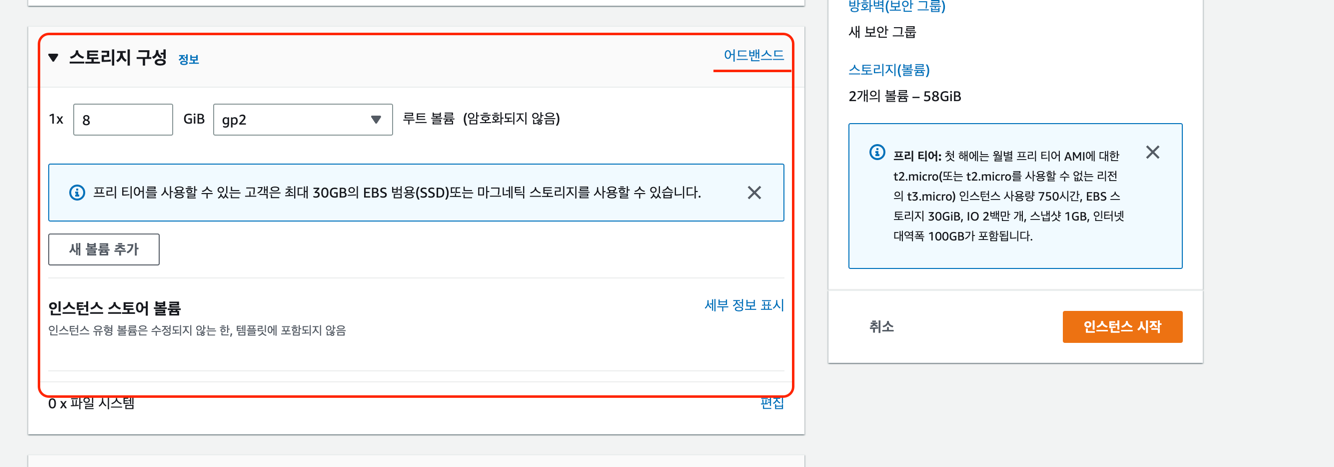 ▼ 스토리지 구성 정보 어드밴스드
1x 8 GiB gp2 루트 볼륨 (암호화되지 않음)
프리 티어를 사용할 수 있는 고객은 최대 30GB의 EBS 범용(SSD)또는 마그네틱 스토리지를 사용할 수 있습니다.
새 볼륨 추가
인스턴스 스토어 볼륨 세부 정보 표시
인스턴스 유형 볼륨은 수정되지 않는 한, 템플릿에 포함되지 않음
0 x 파일 시스템 편집
방화벽(보안 그룹)
새 보안 그룹
스토리지(볼륨)
2개의 볼륨 – 58GiB
프리 티어: 첫 해에는 월별 프리 티어 AMI에 대한
t2.micro(또는 t2.micro를 사용할 수 없는 리전
의 t3.micro) 인스턴스 사용량 750시간, EBS 스
토리지 30GiB, IO 2백만 개, 스냅샷 1GB, 인터넷
대역폭 100GB가 포함됩니다.
취소 인스턴스 시작